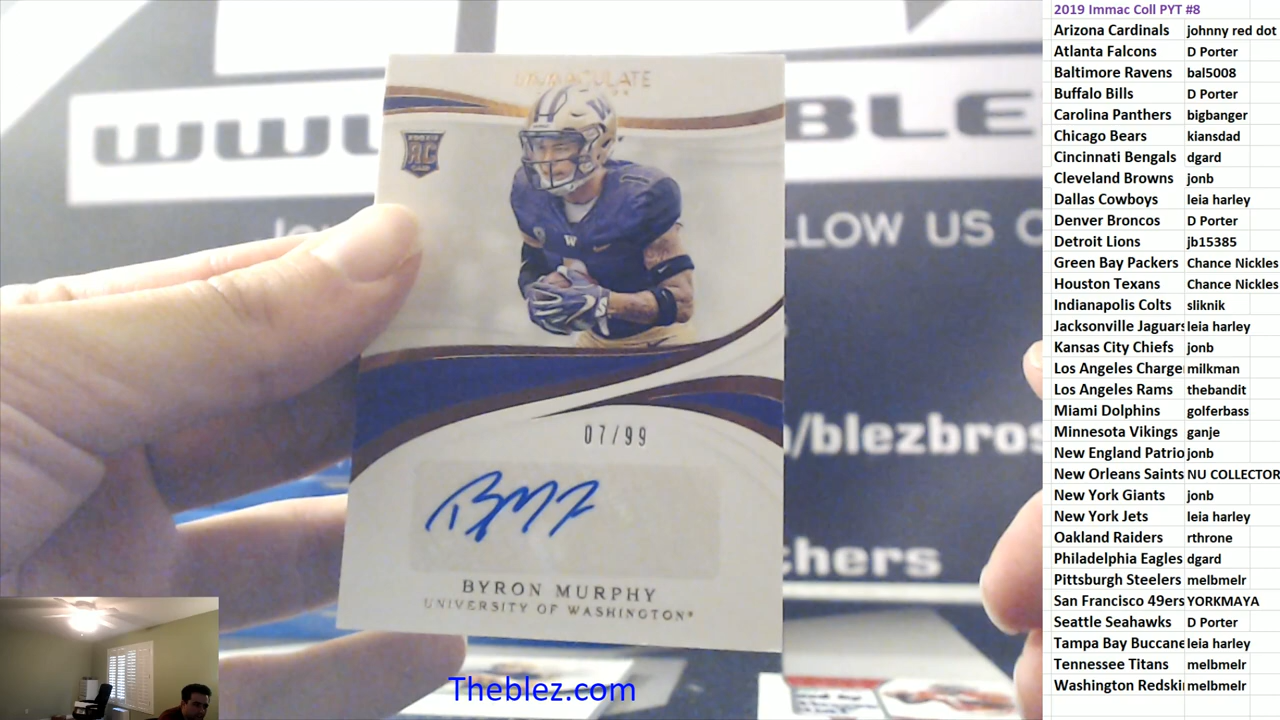 2019 Immac Coll PYT #8
Arizona Cardinals johnny red dot
Atlanta Falcons D Porter
Baltimore Ravens bal5008
Buffalo Bills D Porter
Carolina Panthers bigbanger
Chicago Bears kiansdad
Cincinnati Bengals dgard
Cleveland Browns jonb
Dallas Cowboys leia harley
Denver Broncos D Porter
Detroit Lions jb15385
Green Bay Packers Chance Nickles
Houston Texans Chance Nickles
Indianapolis Colts sliknik
Jacksonville Jaguars leia harley
Kansas City Chiefs jonb
Los Angeles Charge milkman
Los Angeles Rams thebandit
Miami Dolphins golferbass
Minnesota Vikings ganje
New England Patrio jonb
New Orleans Saints NU COLLECTOR
New York Giants jonb
New York Jets leia harley
Oakland Raiders rthrone
Philadelphia Eagles dgard
Pittsburgh Steelers melbmelr
San Francisco 49ers YORKMAYA
Seattle Seahawks D Porter
Tampa Bay Buccane leia harley
Tennessee Titans melbmelr
Washington Redski melbmelr
IMMACULATE
RC
W
07/99
BYRON MURPHY
UNIVERSITY OF WASHINGTON
BLE
LLOW US O
/blezbros
chers
Theblez.com